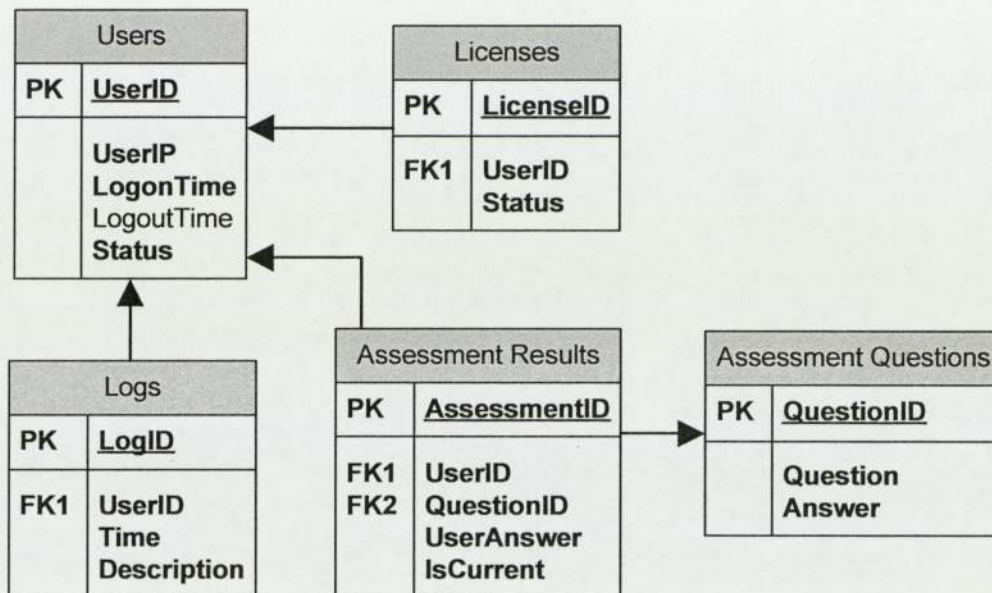 Users
PK UserID
UserIP
LogonTime
LogoutTime
Status
Licenses
PK LicenseID
FK1 UserID
Status
Logs
PK LogID
FK1 UserID
Time
Description
Assessment Results
PK AssessmentID
FK1 UserID
FK2 QuestionID
UserAnswer
IsCurrent
Assessment Questions
PK QuestionID
Question
Answer